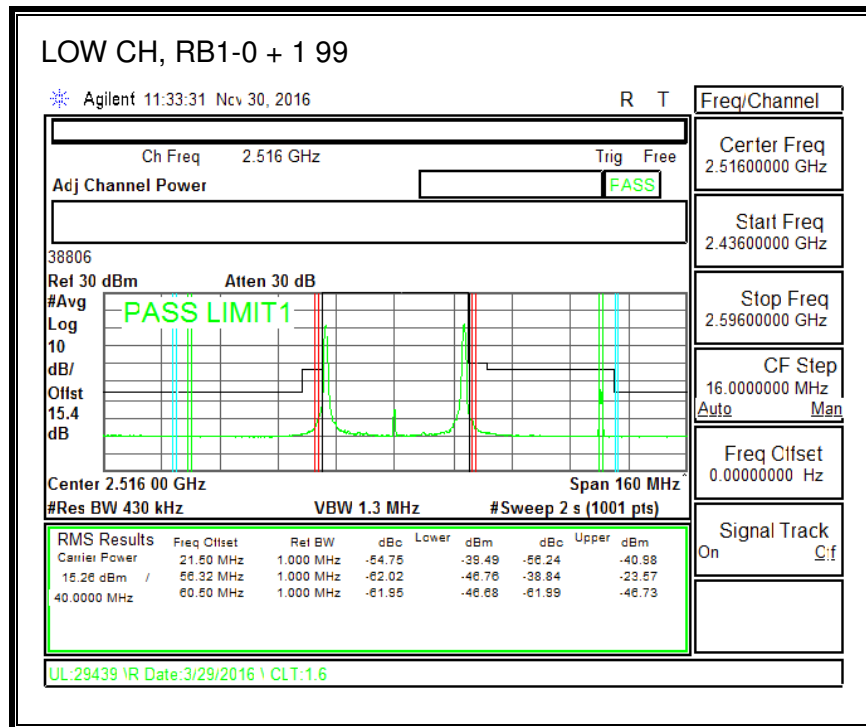 LOW CH, RB1-0 + 1 99
Agilent 11:33:31 Nov 30, 2016 R T
Freq/Channel
Ch Freq 2.516 GHz Trig Free
Adj Channel Power
PASS
Center Freq
2.51600000 GHz
Start Freq
2.43600000 GHz
Stop Freq
2.59600000 GHz
CF Step
16.0000000 MHz
Auto Man
Freq Offset
0.00000000 Hz
Signal Track
On Off
38806
Ref 30 dBm Atten 30 dB
#Avg
Log
10
dB/
Offst
15.4
dB
PASS LIMIT1
Center 2.516 00 GHz Span 160 MHz
#Res BW 430 kHz VBW 1.3 MHz #Sweep 2 s (1001 pts)
RMS Results Freq Offset Ref BW dBc Lower dBm dBc Upper dBm
Carrier Power 21.50 MHz 1.000 MHz -54.75 -39.49 -56.24 -40.98
15.26 dBm / 56.32 MHz 1.000 MHz -62.02 -46.76 -38.84 -23.57
40.0000 MHz 60.50 MHz 1.000 MHz -61.95 -46.68 -61.99 -46.73
UL:29439 \R Date:3/29/2016 \ CLT:1.6